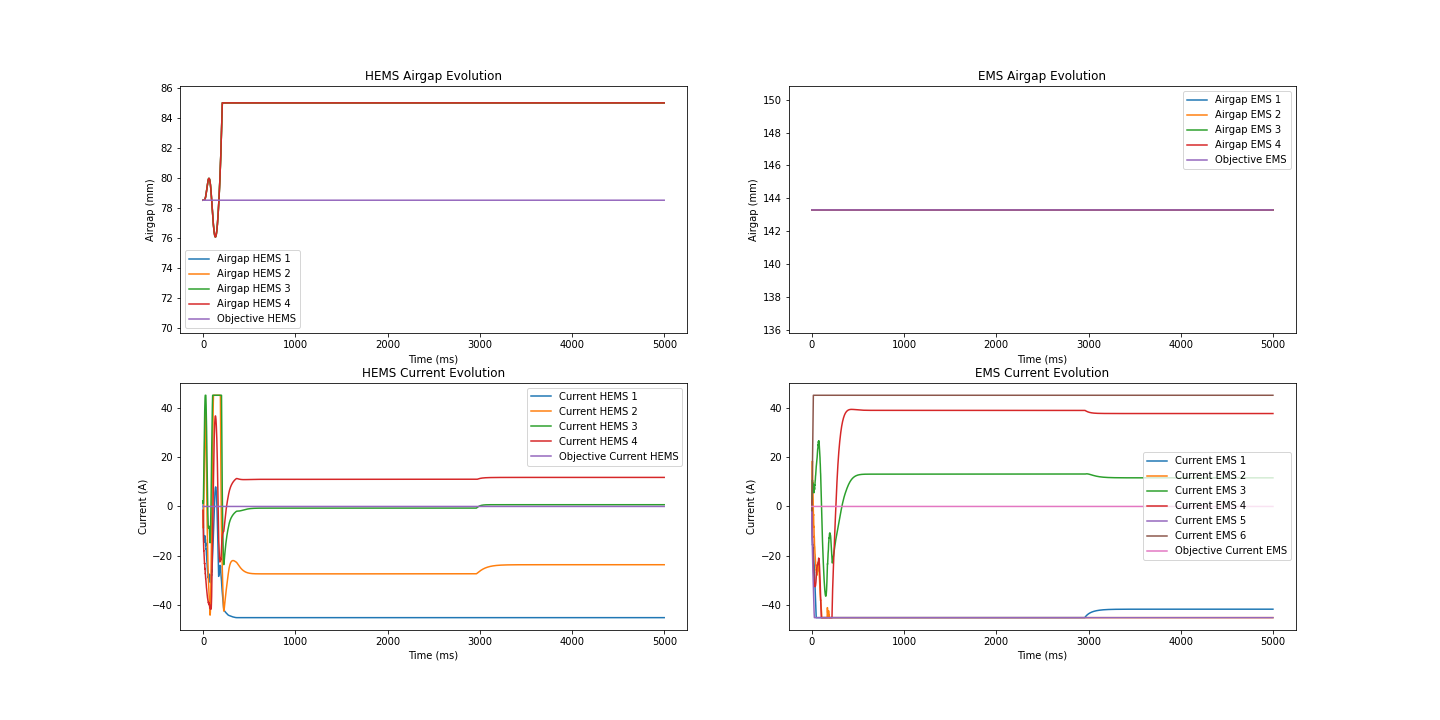 HEMS Airgap Evolution
86
84
82
80
78
76
74
72
70
Airgap (mm)
Airgap HEMS 1
Airgap HEMS 2
Airgap HEMS 3
Airgap HEMS 4
Objective HEMS
0 1000 2000 3000 4000 5000
Time (ms)
EMS Airgap Evolution
150
148
146
144
142
140
138
136
Airgap (mm)
Airgap EMS 1
Airgap EMS 2
Airgap EMS 3
Airgap EMS 4
Objective EMS
0 1000 2000 3000 4000 5000
Time (ms)
HEMS Current Evolution
40
20
0
−20
−40
Current (A)
Current HEMS 1
Current HEMS 2
Current HEMS 3
Current HEMS 4
Objective Current HEMS
0 1000 2000 3000 4000 5000
Time (ms)
EMS Current Evolution
40
20
0
−20
−40
Current (A)
Current EMS 1
Current EMS 2
Current EMS 3
Current EMS 4
Current EMS 5
Current EMS 6
Objective Current EMS
0 1000 2000 3000 4000 5000
Time (ms)